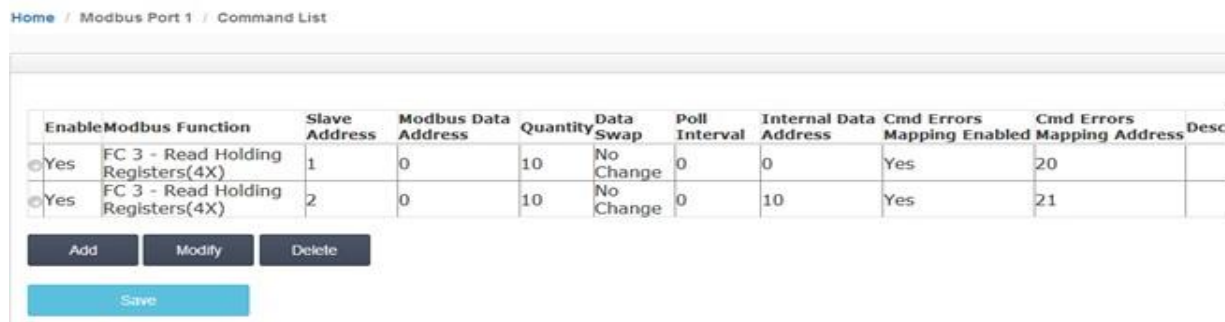 Home / Modbus Port 1 / Command List
Enable Modbus Function Slave Address Modbus Data Address Quantity Data Swap Poll Interval Internal Data Address Cmd Errors Mapping Enabled Cmd Errors Mapping Address Desc
Yes FC 3 - Read Holding Registers(4X) 1 0 10 No Change 0 0 Yes 20
Yes FC 3 - Read Holding Registers(4X) 2 0 10 No Change 0 10 Yes 21
Add Modify Delete
Save